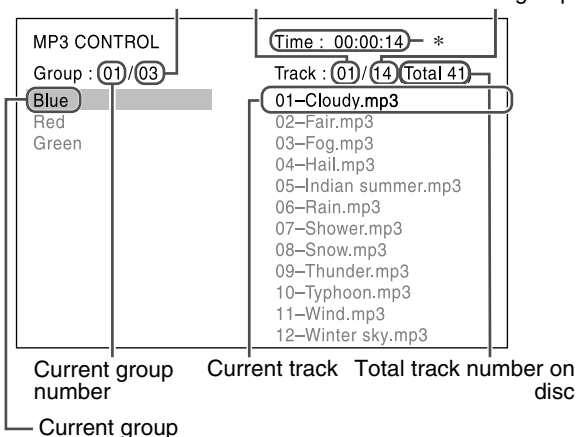 MP3 CONTROL
Group : 01/03
Blue
Red
Green
Time : 00:00:14 *
Track : 01/14 Total 41
01–Cloudy.mp3
02–Fair.mp3
03–Fog.mp3
04–Hail.mp3
05–Indian summer.mp3
06–Rain.mp3
07–Shower.mp3
08–Snow.mp3
09–Thunder.mp3
10–Typhoon.mp3
11–Wind.mp3
12–Winter sky.mp3
Current group
number
Current track
Total track number on
disc
Current group